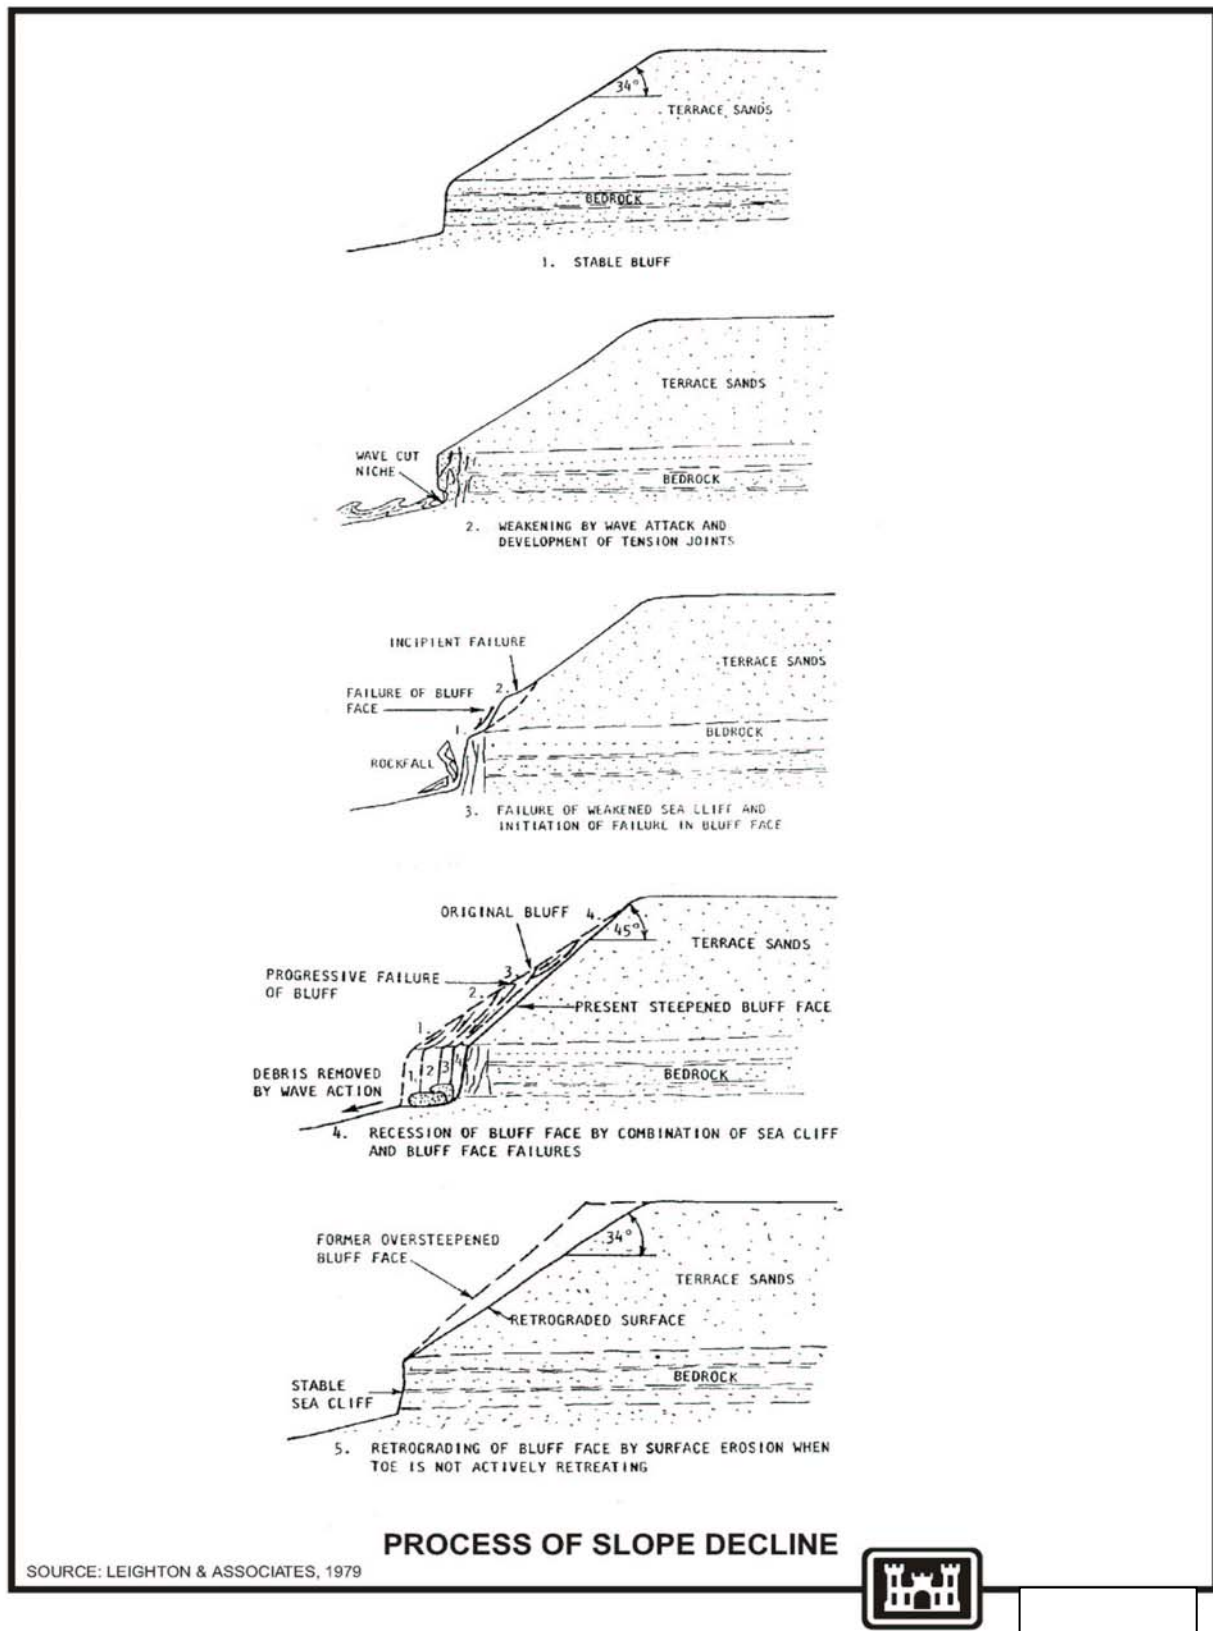 34°
TERRACE SANDS
BEDROCK
1. STABLE BLUFF
TERRACE SANDS
WAVE CUT
NICHE
BEDROCK
2. WEAKENING BY WAVE ATTACK AND
DEVELOPMENT OF TENSION JOINTS
INCIPIENT FAILURE
TERRACE SANDS
2.
FAILURE OF BLUFF
FACE
1.
BEDROCK
ROCKFALL
3. FAILURE OF WEAKENED SEA CLIFF AND
INITIATION OF FAILURE IN BLUFF FACE
ORIGINAL BLUFF
4.
45°
TERRACE SANDS
PROGRESSIVE FAILURE
OF BLUFF
3.
2.
PRESENT STEEPENED BLUFF FACE
1.
DEBRIS REMOVED
BY WAVE ACTION
1. 2 3 4
BEDROCK
4. RECESSION OF BLUFF FACE BY COMBINATION OF SEA CLIFF
AND BLUFF FACE FAILURES
FORMER OVERSTEEPENED
BLUFF FACE
34°
TERRACE SANDS
RETROGRADED SURFACE
BEDROCK
STABLE
SEA CLIFF
5. RETROGRADING OF BLUFF FACE BY SURFACE EROSION WHEN
TOE IS NOT ACTIVELY RETREATING
PROCESS OF SLOPE DECLINE
SOURCE: LEIGHTON & ASSOCIATES, 1979